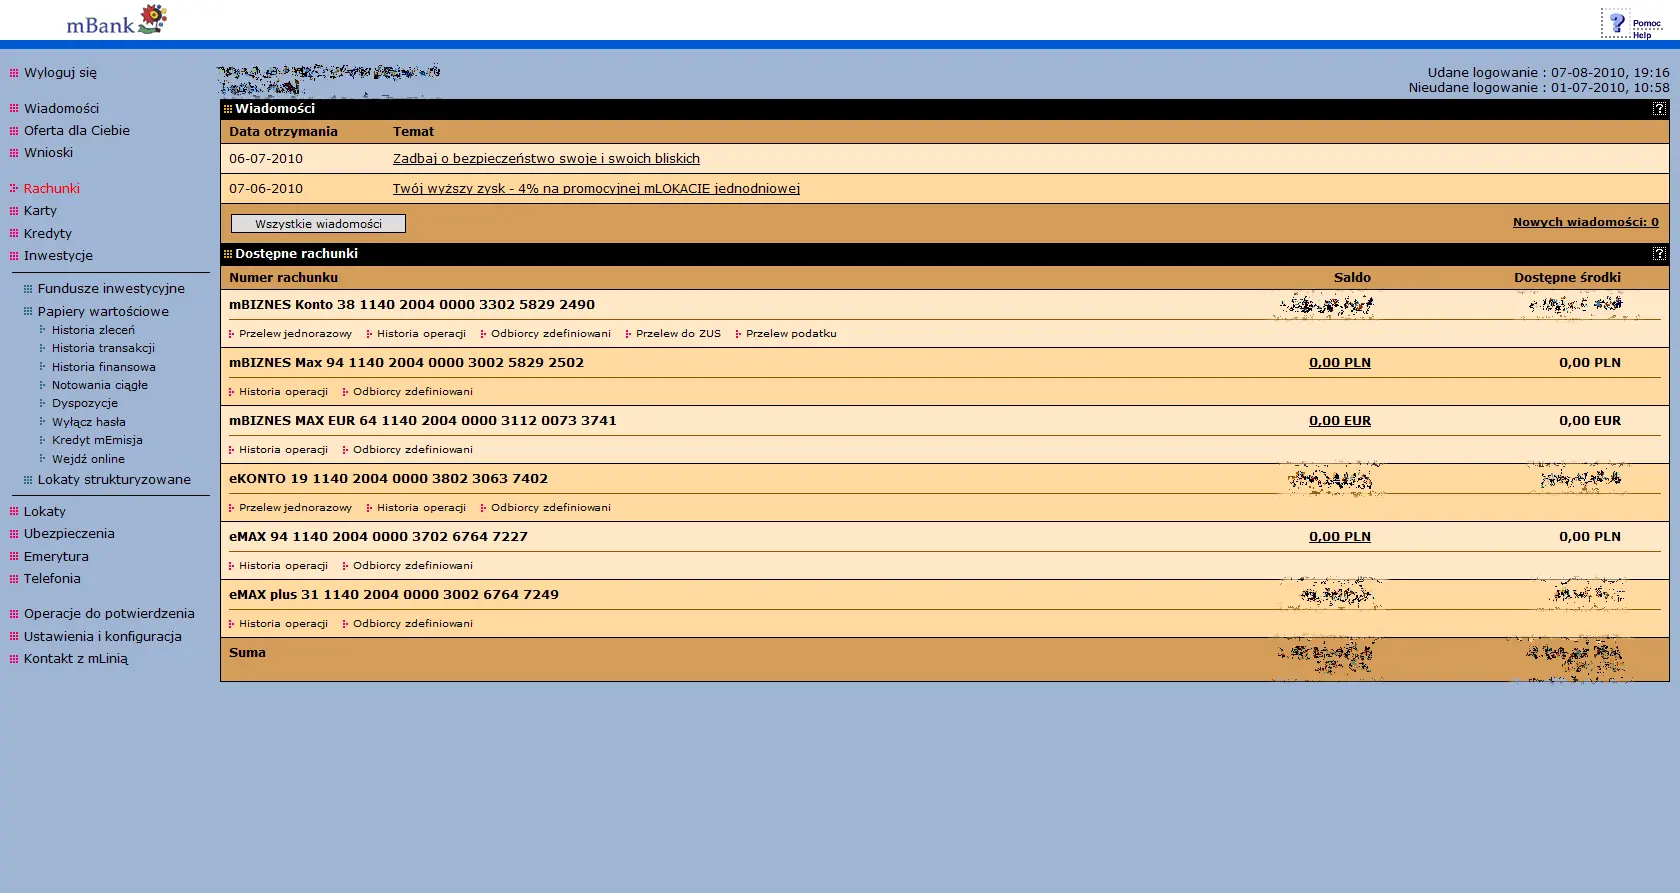 mBank
Pomoc
Help
Wyloguj się
Wiadomości
Oferta dla Ciebie
Wnioski
Rachunki
Karty
Kredyty
Inwestycje
Fundusze inwestycyjne
Papiery wartościowe
Historia zleceń
Historia transakcji
Historia finansowa
Notowania ciągłe
Dyspozycje
Wyłącz hasła
Kredyt mEmisja
Wejdź online
Lokaty strukturyzowane
Lokaty
Ubezpieczenia
Emerytura
Telefonia
Operacje do potwierdzenia
Ustawienia i konfiguracja
Kontakt z mLinią
Udane logowanie : 07-08-2010, 19:16
Nieudane logowanie : 01-07-2010, 10:58
Wiadomości ?
Data otrzymania Temat
06-07-2010 Zadbaj o bezpieczeństwo swoje i swoich bliskich
07-06-2010 Twój wyższy zysk - 4% na promocyjnej mLOKACIE jednodniowej
Wszystkie wiadomości Nowych wiadomości: 0
Dostępne rachunki ?
Numer rachunku Saldo Dostępne środki
mBIZNES Konto 38 1140 2004 0000 3302 5829 2490
Przelew jednorazowy Historia operacji Odbiorcy zdefiniowani Przelew do ZUS Przelew podatku
mBIZNES Max 94 1140 2004 0000 3002 5829 2502 0,00 PLN 0,00 PLN
Historia operacji Odbiorcy zdefiniowani
mBIZNES MAX EUR 64 1140 2004 0000 3112 0073 3741 0,00 EUR 0,00 EUR
Historia operacji Odbiorcy zdefiniowani
eKONTO 19 1140 2004 0000 3802 3063 7402
Przelew jednorazowy Historia operacji Odbiorcy zdefiniowani
eMAX 94 1140 2004 0000 3702 6764 7227 0,00 PLN 0,00 PLN
Historia operacji Odbiorcy zdefiniowani
eMAX plus 31 1140 2004 0000 3002 6764 7249
Historia operacji Odbiorcy zdefiniowani
Suma